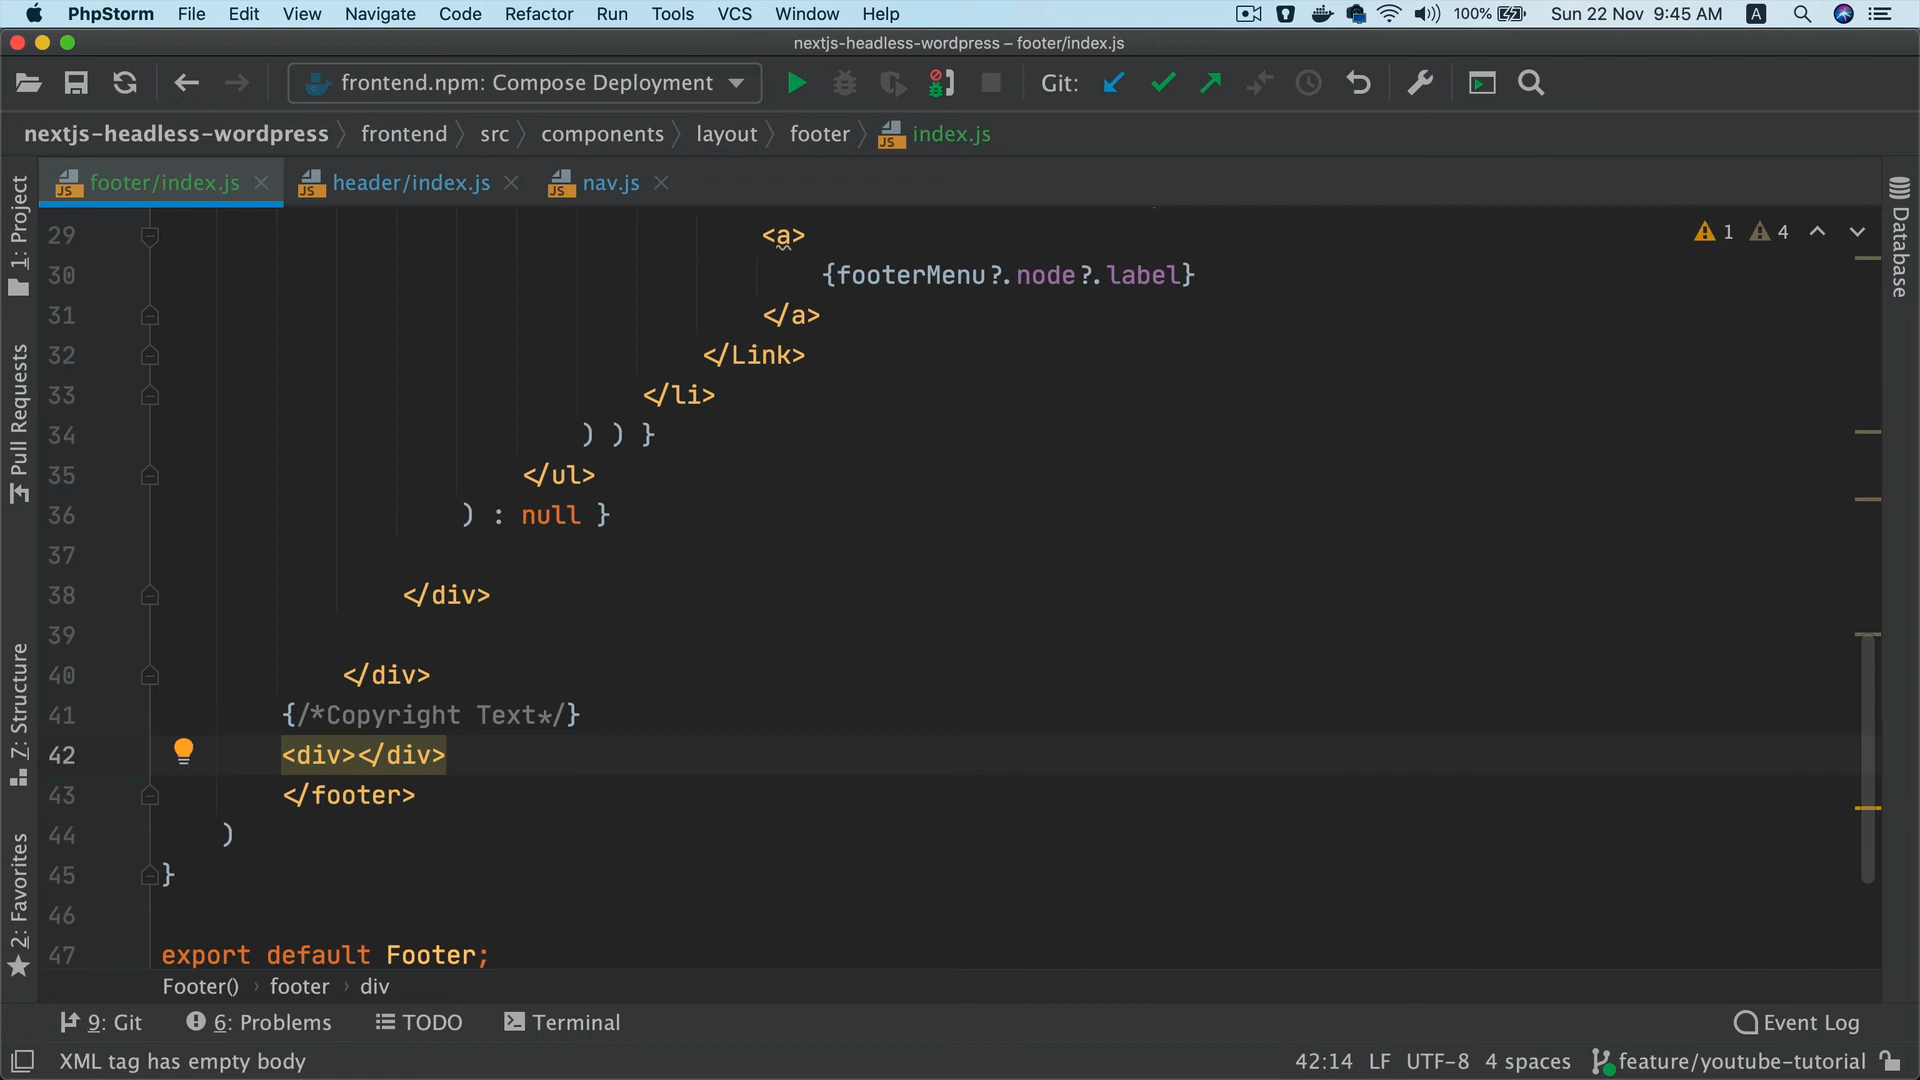 PhpStorm File Edit View Navigate Code Refactor Run Tools VCS Window Help 100% Sun 22 Nov 9:45 AM A
nextjs-headless-wordpress – footer/index.js
frontend.npm: Compose Deployment Git:
nextjs-headless-wordpress frontend src components layout footer index.js
footer/index.js header/index.js nav.js
1: Project
Pull Requests
Z: Structure
2: Favorites
Database
1 4
29 <a>
30 {footerMenu?.node?.label}
31 </a>
32 </Link>
33 </li>
34 ) ) }
35 </ul>
36 ) : null }
37
38 </div>
39
40 </div>
41 {/*Copyright Text*/}
42 <div></div>
43 </footer>
44 )
45 }
46
47 export default Footer;
Footer() › footer › div
9: Git 6: Problems TODO Terminal Event Log
XML tag has empty body 42:14 LF UTF-8 4 spaces feature/youtube-tutorial